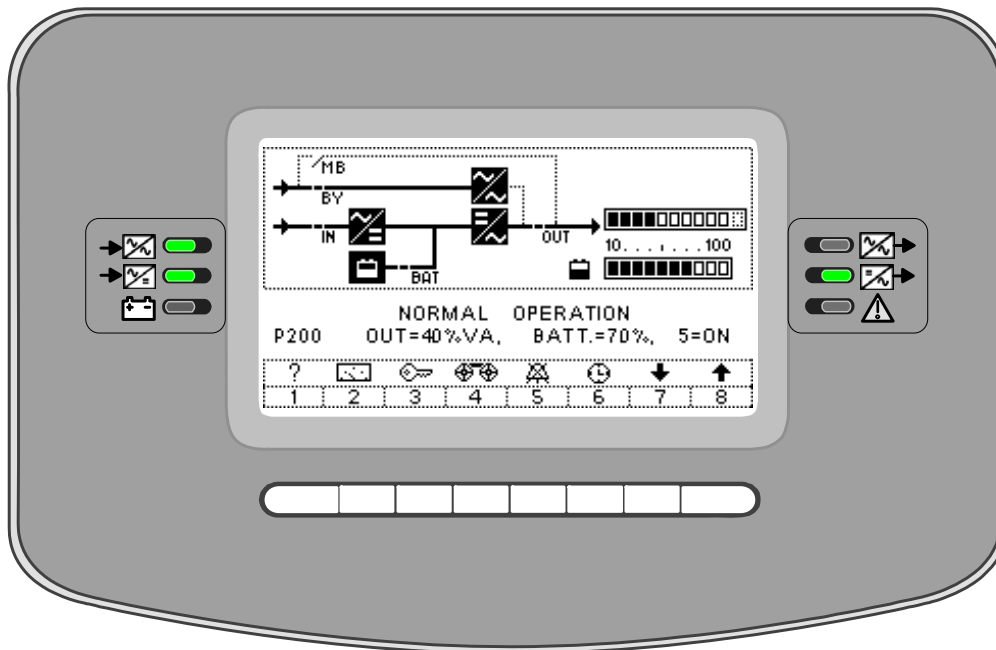 MB
BY
IN
OUT
BAT
10. . . ı . . .100
NORMAL OPERATION
P200 OUT=40%VA, BATT.=70%, 5=ON
?
1 2 3 4 5 6 7 8